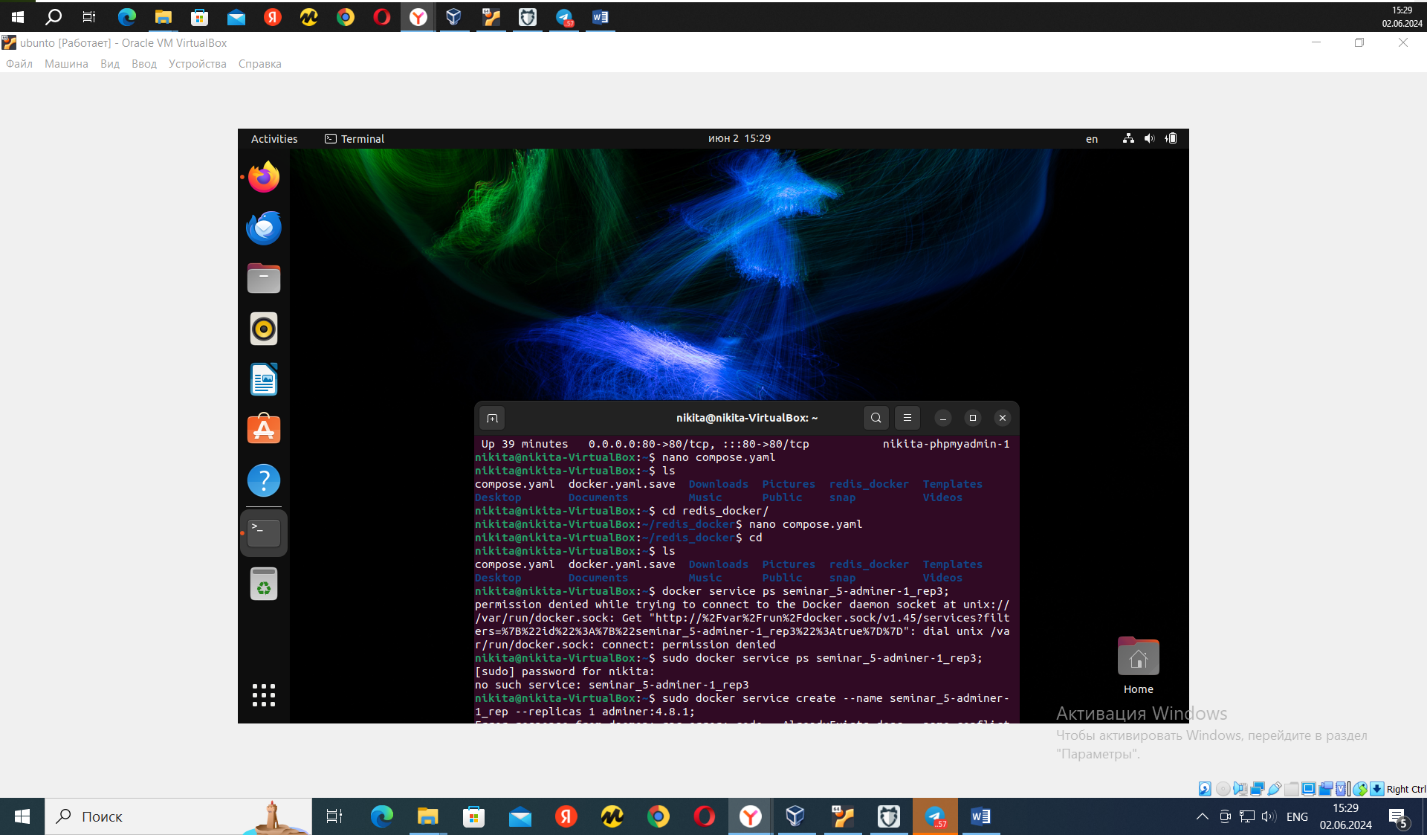 15:29
02.06.2024
ubunto [Работает] - Oracle VM VirtualBox
Файл Машина Вид Ввод Устройства Справка
Activities Terminal июн 2 15:29 en
nikita@nikita-VirtualBox: ~
Up 39 minutes 0.0.0.0:80->80/tcp, :::80->80/tcp nikita-phpmyadmin-1
nikita@nikita-VirtualBox:~$ nano compose.yaml
nikita@nikita-VirtualBox:~$ ls
compose.yaml docker.yaml.save Downloads Pictures redis_docker Templates
Desktop Documents Music Public snap Videos
nikita@nikita-VirtualBox:~$ cd redis_docker/
nikita@nikita-VirtualBox:~/redis_docker$ nano compose.yaml
nikita@nikita-VirtualBox:~/redis_docker$ cd
nikita@nikita-VirtualBox:~$ ls
compose.yaml docker.yaml.save Downloads Pictures redis_docker Templates
Desktop Documents Music Public snap Videos
nikita@nikita-VirtualBox:~$ docker service ps seminar_5-adminer-1_rep3;
permission denied while trying to connect to the Docker daemon socket at unix://
/var/run/docker.sock: Get "http://%2Fvar%2Frun%2Fdocker.sock/v1.45/services?filt
ers=%7B%22id%22%3A%7B%22seminar_5-adminer-1_rep3%22%3Atrue%7D%7D": dial unix /va
r/run/docker.sock: connect: permission denied
nikita@nikita-VirtualBox:~$ sudo docker service ps seminar_5-adminer-1_rep3;
[sudo] password for nikita:
no such service: seminar_5-adminer-1_rep3
nikita@nikita-VirtualBox:~$ sudo docker service create --name seminar_5-adminer-
1_rep --replicas 1 adminer:4.8.1;
Home
Активация Windows
Чтобы активировать Windows, перейдите в раздел
"Параметры".
Right Ctrl
Поиск
57
ENG
15:29
02.06.2024
5